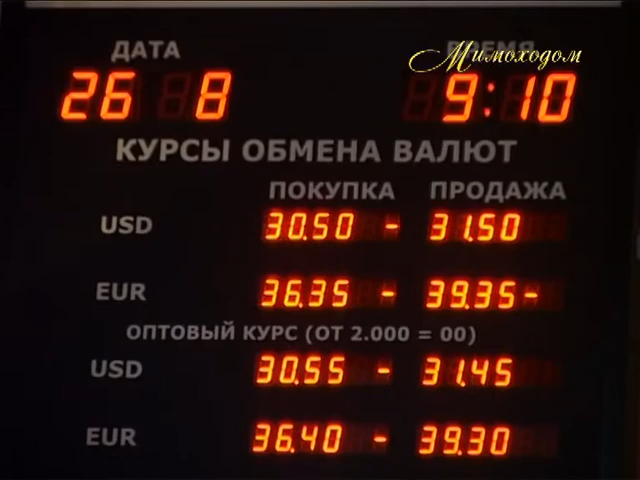 ДАТА ВРЕМЯ
Мимоходом
26 8 9:10
КУРСЫ ОБМЕНА ВАЛЮТ
ПОКУПКА ПРОДАЖА
USD 30.50 - 31.50
EUR 36.35 - 39.35-
ОПТОВЫЙ КУРС (ОТ 2.000 = 00)
USD 30.55 - 31.45
EUR 36.40 - 39.30